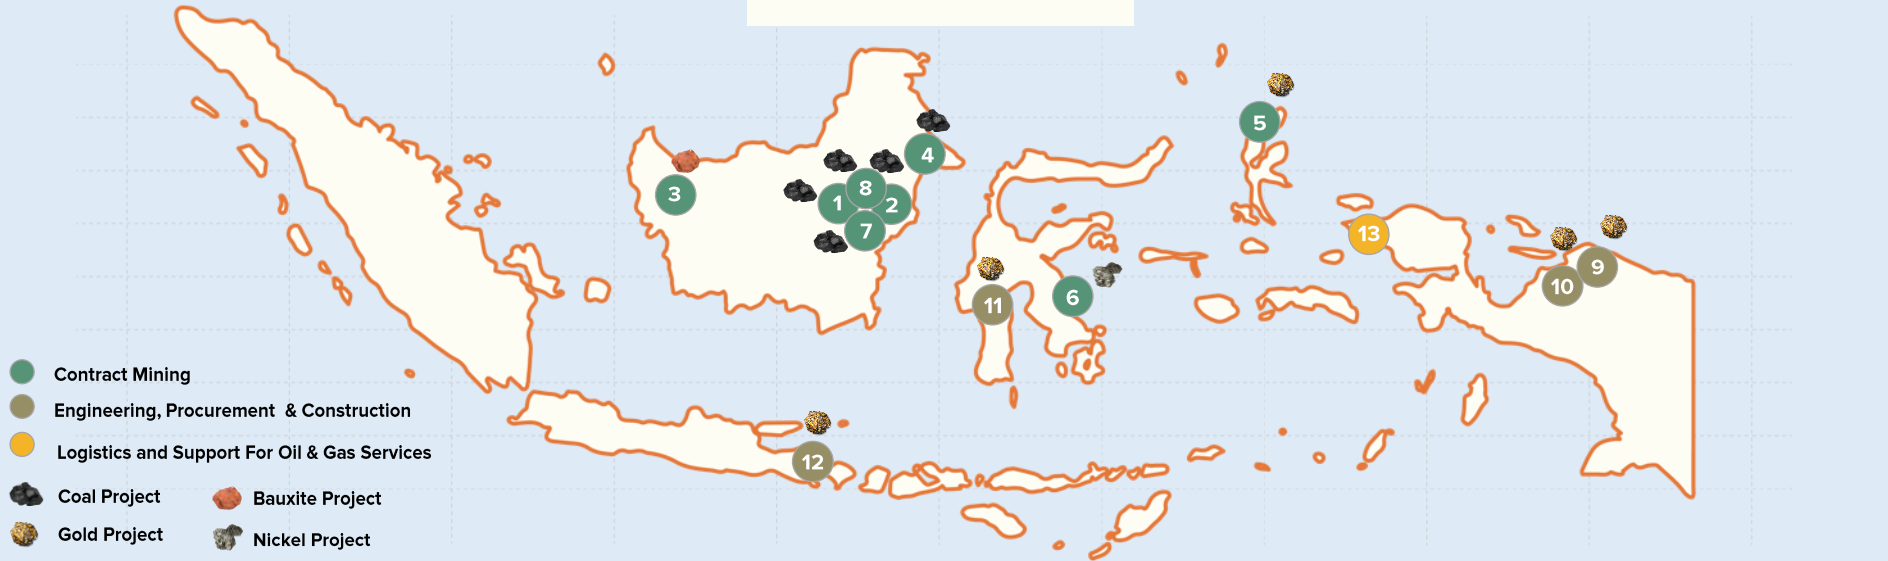 5
4
3
8
1
2
7
13
9
10
6
11
12
Contract Mining
Engineering, Procurement & Construction
Logistics and Support For Oil & Gas Services
Coal Project
Bauxite Project
Gold Project
Nickel Project